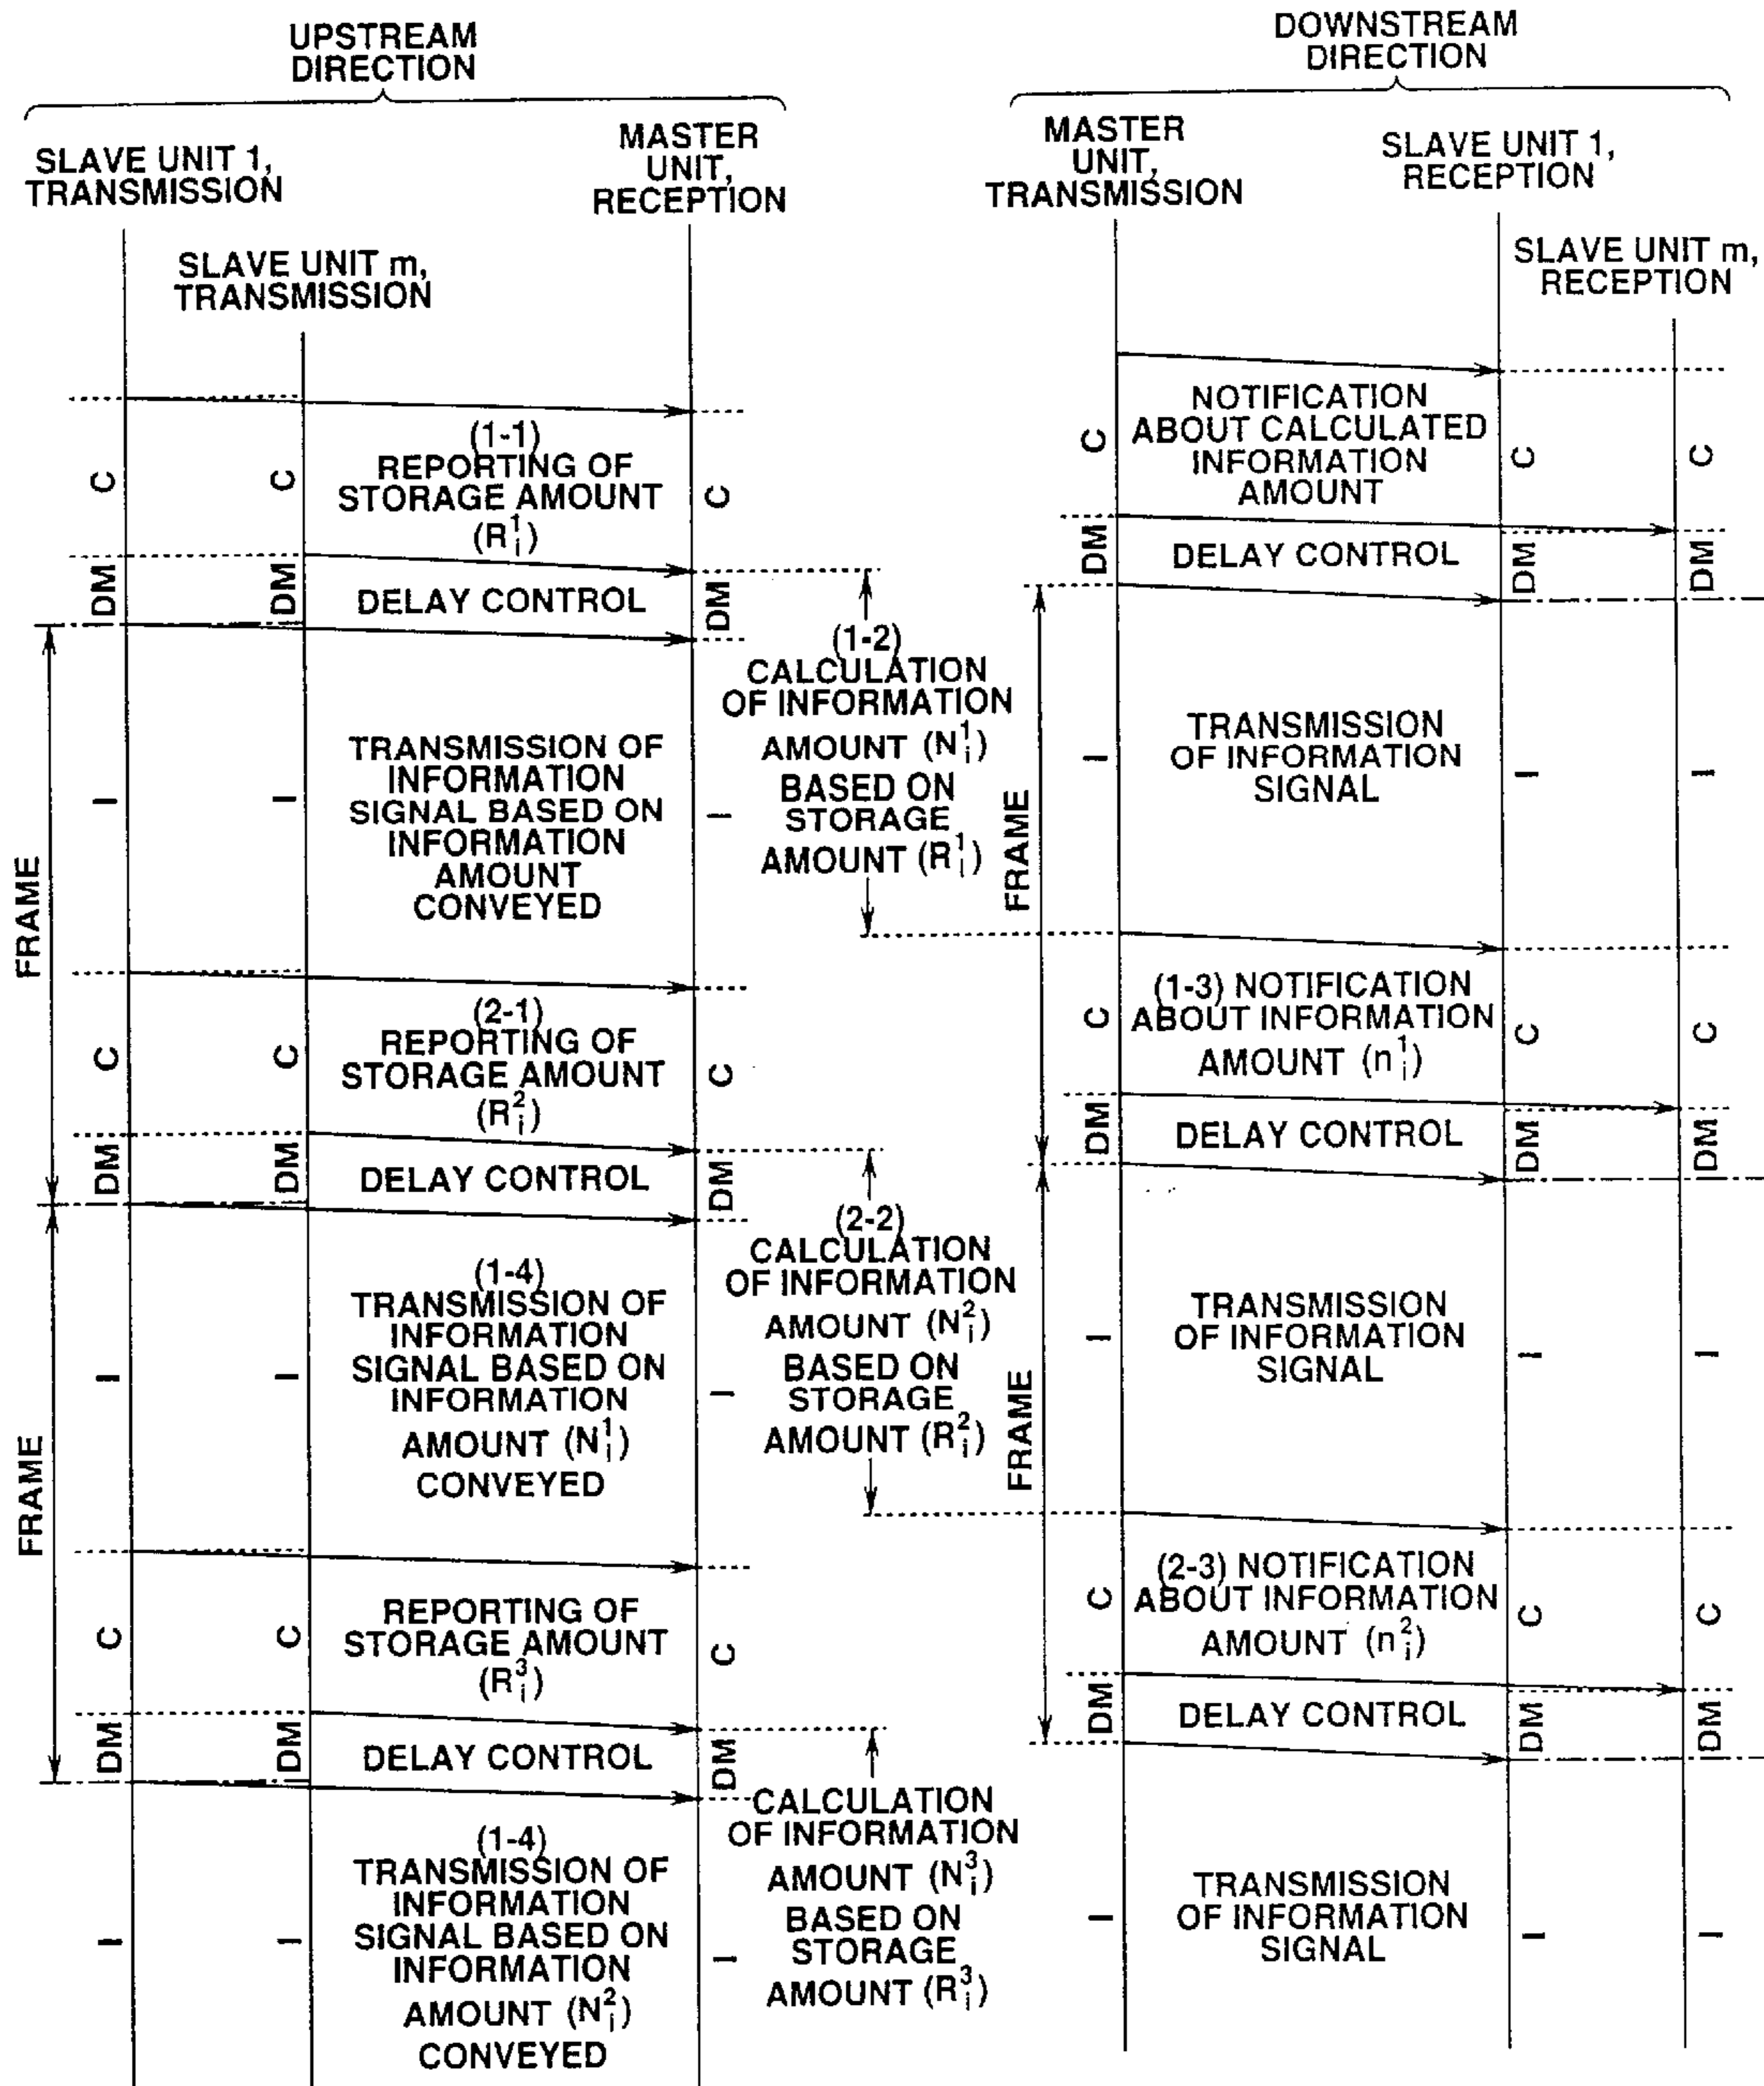 UPSTREAM
DIRECTION
SLAVE UNIT 1,
TRANSMISSION
SLAVE UNIT m,
TRANSMISSION
MASTER
UNIT,
RECEPTION
C
C
(1-1)
REPORTING OF
STORAGE AMOUNT
(R¹ᵢ)
C
DM
DM
DELAY CONTROL
DM
FRAME
I
I
TRANSMISSION OF
INFORMATION
SIGNAL BASED ON
INFORMATION
AMOUNT
CONVEYED
I
(1-2)
CALCULATION
OF INFORMATION
AMOUNT (N¹ᵢ)
BASED ON
STORAGE
AMOUNT (R¹ᵢ)
C
C
(2-1)
REPORTING OF
STORAGE AMOUNT
(R²ᵢ)
C
DM
DM
DELAY CONTROL
DM
FRAME
I
I
(1-4)
TRANSMISSION OF
INFORMATION
SIGNAL BASED ON
INFORMATION
AMOUNT (N¹ᵢ)
CONVEYED
I
(2-2)
CALCULATION
OF INFORMATION
AMOUNT (N²ᵢ)
BASED ON
STORAGE
AMOUNT (R²ᵢ)
C
C
REPORTING OF
STORAGE AMOUNT
(R³ᵢ)
C
DM
DM
DELAY CONTROL
DM
I
I
(1-4)
TRANSMISSION OF
INFORMATION
SIGNAL BASED ON
INFORMATION
AMOUNT (N²ᵢ)
CONVEYED
I
CALCULATION
OF INFORMATION
AMOUNT (N³ᵢ)
BASED ON
STORAGE
AMOUNT (R³ᵢ)
DOWNSTREAM
DIRECTION
MASTER
UNIT,
TRANSMISSION
SLAVE UNIT 1,
RECEPTION
SLAVE UNIT m,
RECEPTION
C
NOTIFICATION
ABOUT CALCULATED
INFORMATION
AMOUNT
C
C
DM
DELAY CONTROL
DM
DM
FRAME
I
TRANSMISSION
OF INFORMATION
SIGNAL
I
I
C
(1-3) NOTIFICATION
ABOUT INFORMATION
AMOUNT (n¹ᵢ)
C
C
DM
DELAY CONTROL
DM
DM
FRAME
I
TRANSMISSION
OF INFORMATION
SIGNAL
I
I
C
(2-3) NOTIFICATION
ABOUT INFORMATION
AMOUNT (n²ᵢ)
C
C
DM
DELAY CONTROL
DM
DM
I
TRANSMISSION
OF INFORMATION
SIGNAL
I
I